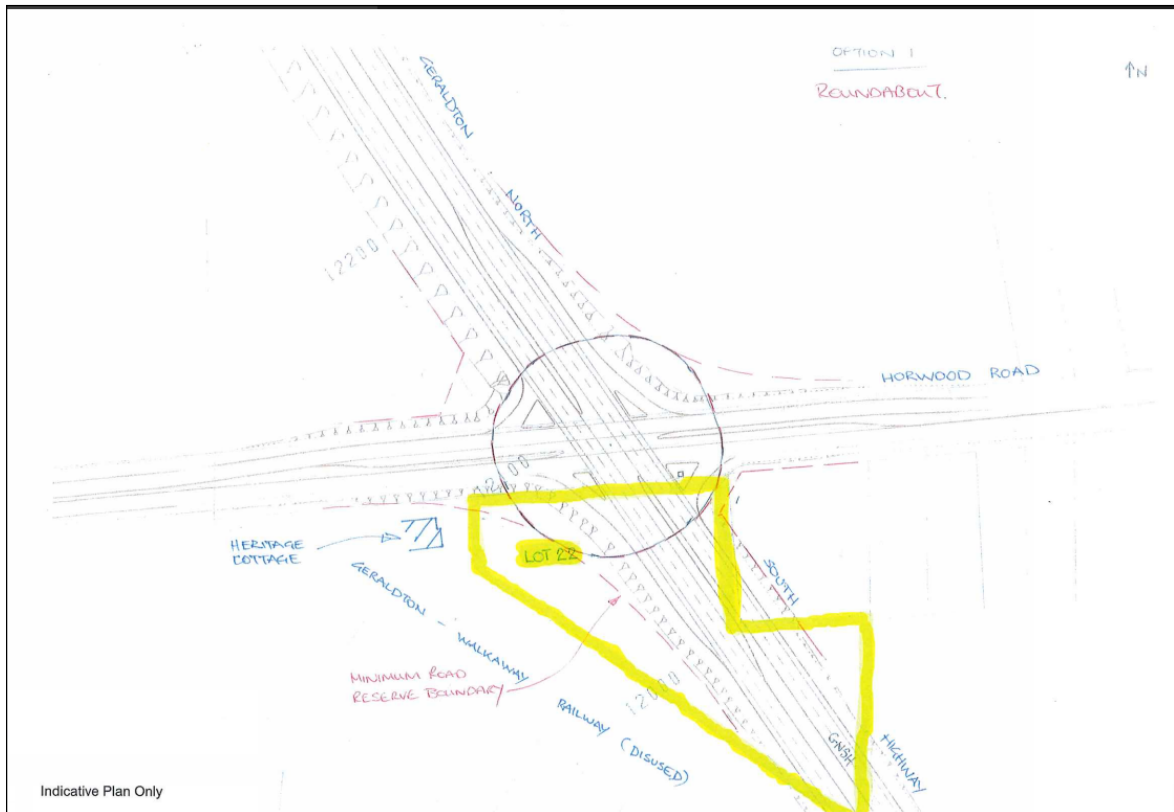 OPTION 1
ROUNDABOUT.
↑N
GERALDTON
NORTH
12200
HORWOOD ROAD
HERITAGE
COTTAGE
LOT 22
GERALDTON - WALKAWAY
RAILWAY (DISUSED)
SOUTH
HIGHWAY
MINIMUM ROAD
RESERVE BOUNDARY
12000
GNSH
Indicative Plan Only